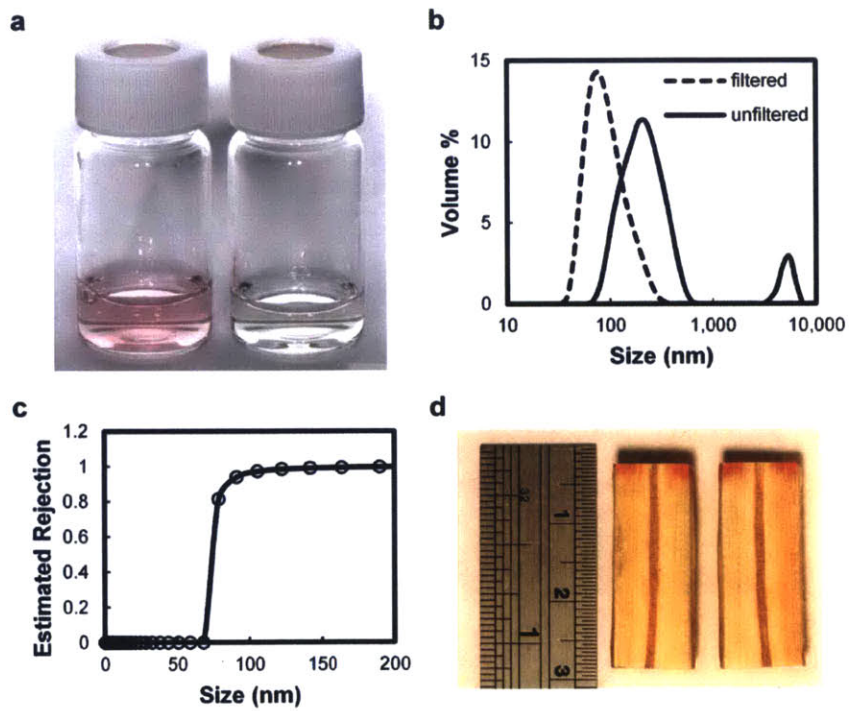 a
b
15
10
5
0
Volume %
filtered
unfiltered
10
100
1,000
10,000
Size (nm)
c
1.2
1
0.8
0.6
0.4
0.2
0
Estimated Rejection
0
50
100
150
200
Size (nm)
d
32
1
2
3
1